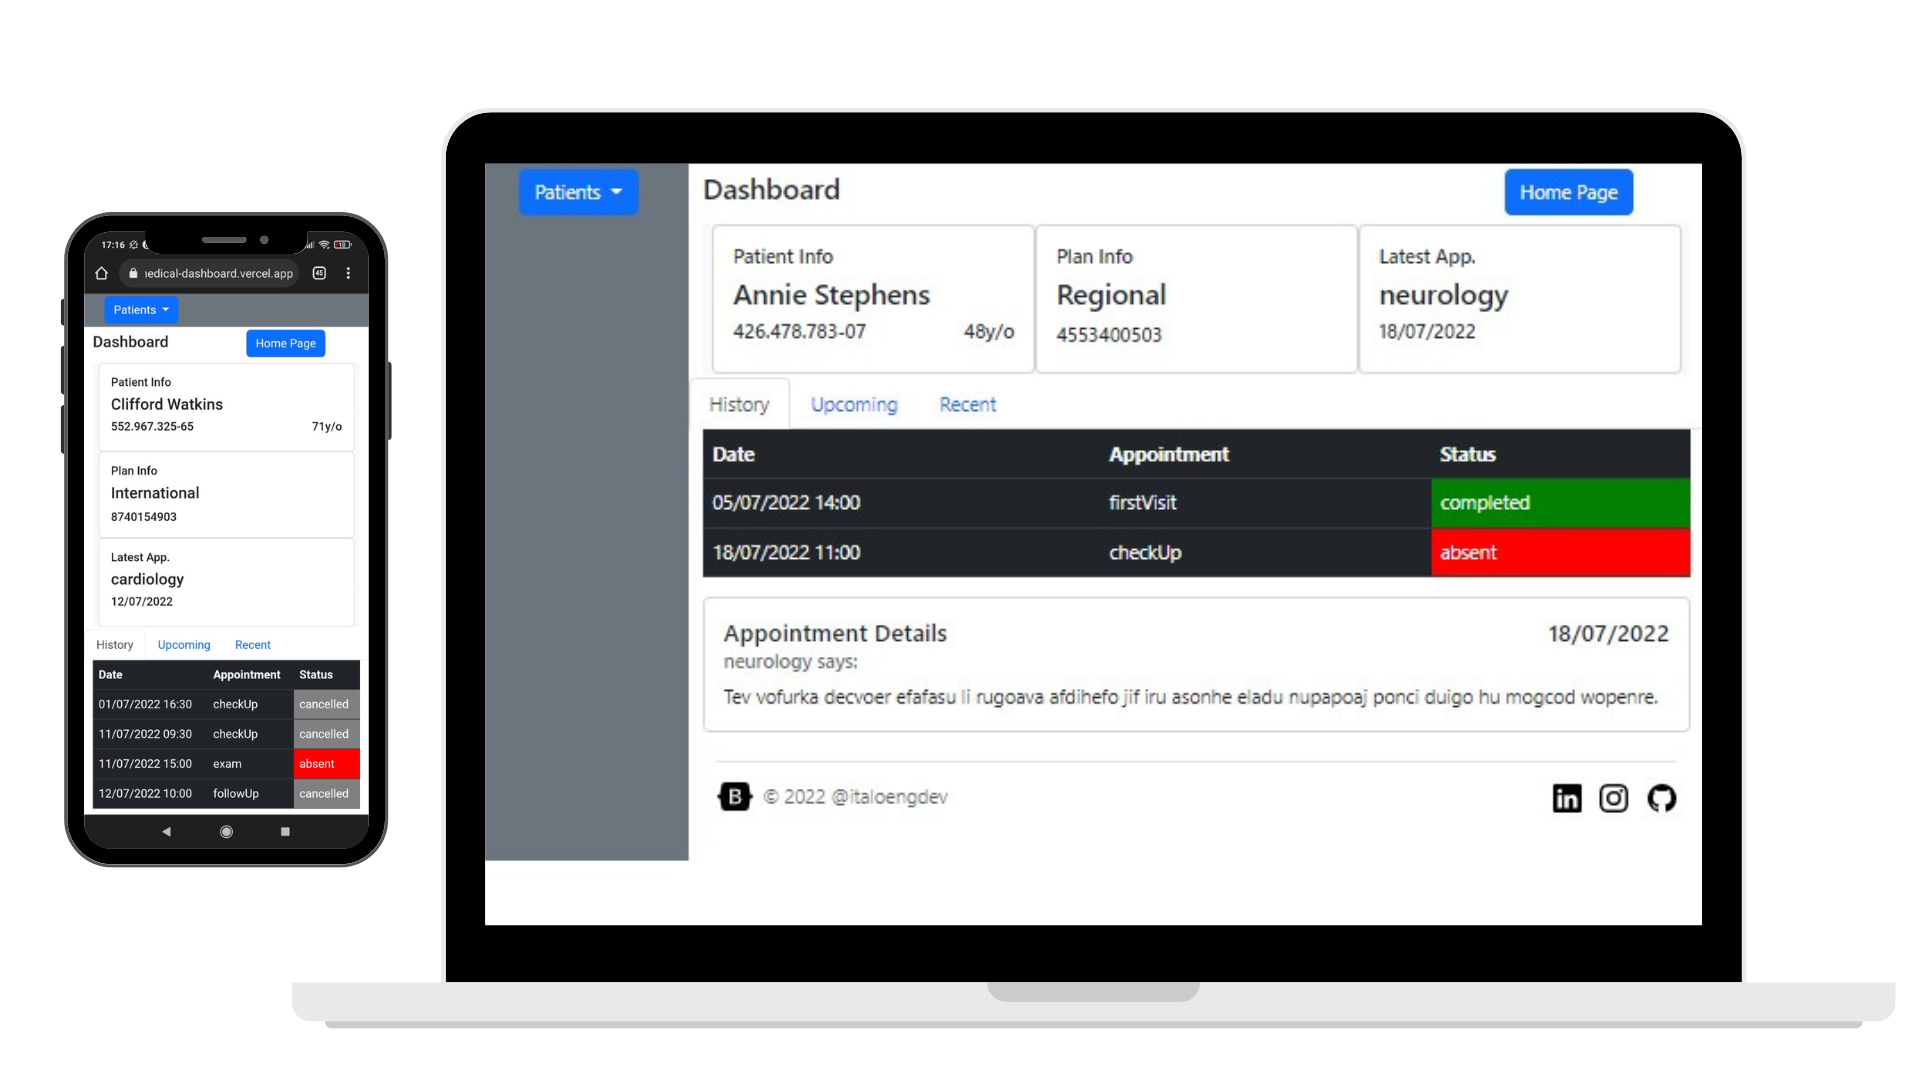 17:16
18
nedical-dashboard.vercel.app
45
Patients
Dashboard
Home Page
Patient Info
Clifford Watkins
552.967.325-65 71y/o
Plan Info
International
8740154903
Latest App.
cardiology
12/07/2022
History Upcoming Recent
Date Appointment Status
01/07/2022 16:30 checkUp cancelled
11/07/2022 09:30 checkUp cancelled
11/07/2022 15:00 exam absent
12/07/2022 10:00 followUp cancelled
Patients
Dashboard
Home Page
Patient Info
Annie Stephens
426.478.783-07 48y/o
Plan Info
Regional
4553400503
Latest App.
neurology
18/07/2022
History Upcoming Recent
Date Appointment Status
05/07/2022 14:00 firstVisit completed
18/07/2022 11:00 checkUp absent
Appointment Details 18/07/2022
neurology says:
Tev vofurka decvoer efafasu li rugoava afdihefo jif iru asonhe eladu nupapoaj ponci duigo hu mogcod wopenre.
B © 2022 @italoengdev
in